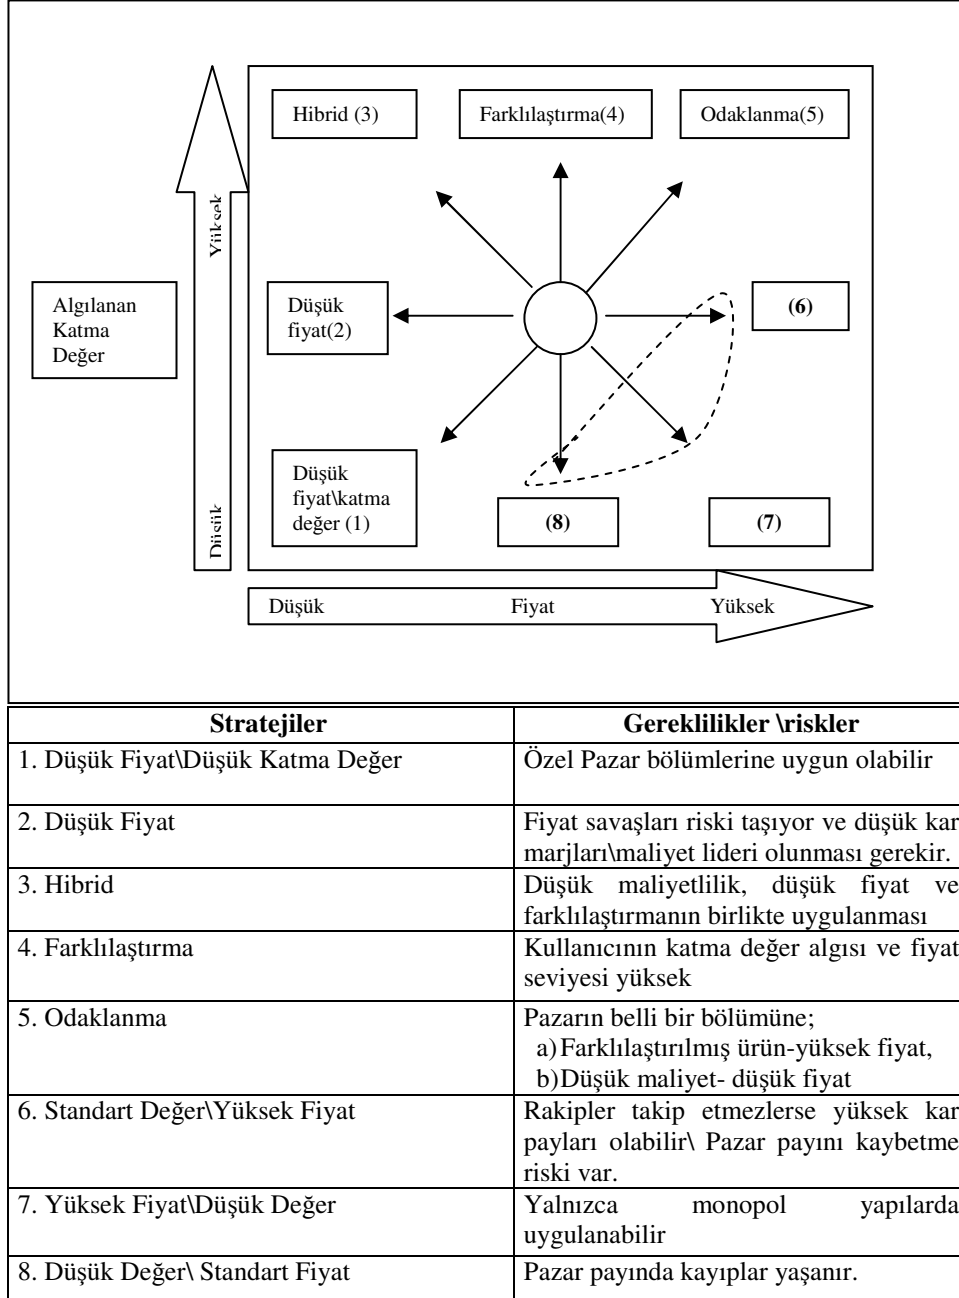 Hibrid (3)
Farklılaştırma(4)
Odaklanma(5)
Yüksek
Algılanan
Katma
Değer
Düşük
fiyat(2)
(6)
Düşük
fiyat\katma
değer (1)
Düşük
(8)
(7)
Düşük Fiyat Yüksek
Stratejiler Gereklilikler \riskler
1. Düşük Fiyat\Düşük Katma Değer Özel Pazar bölümlerine uygun olabilir
2. Düşük Fiyat Fiyat savaşları riski taşıyor ve düşük kar
marjları\maliyet lideri olunması gerekir.
3. Hibrid Düşük maliyetlilik, düşük fiyat ve
farklılaştırmanın birlikte uygulanması
4. Farklılaştırma Kullanıcının katma değer algısı ve fiyat
seviyesi yüksek
5. Odaklanma Pazarın belli bir bölümüne;
a)Farklılaştırılmış ürün-yüksek fiyat,
b)Düşük maliyet- düşük fiyat
6. Standart Değer\Yüksek Fiyat Rakipler takip etmezlerse yüksek kar
payları olabilir\ Pazar payını kaybetme
riski var.
7. Yüksek Fiyat\Düşük Değer Yalnızca monopol yapılarda
uygulanabilir
8. Düşük Değer\ Standart Fiyat Pazar payında kayıplar yaşanır.